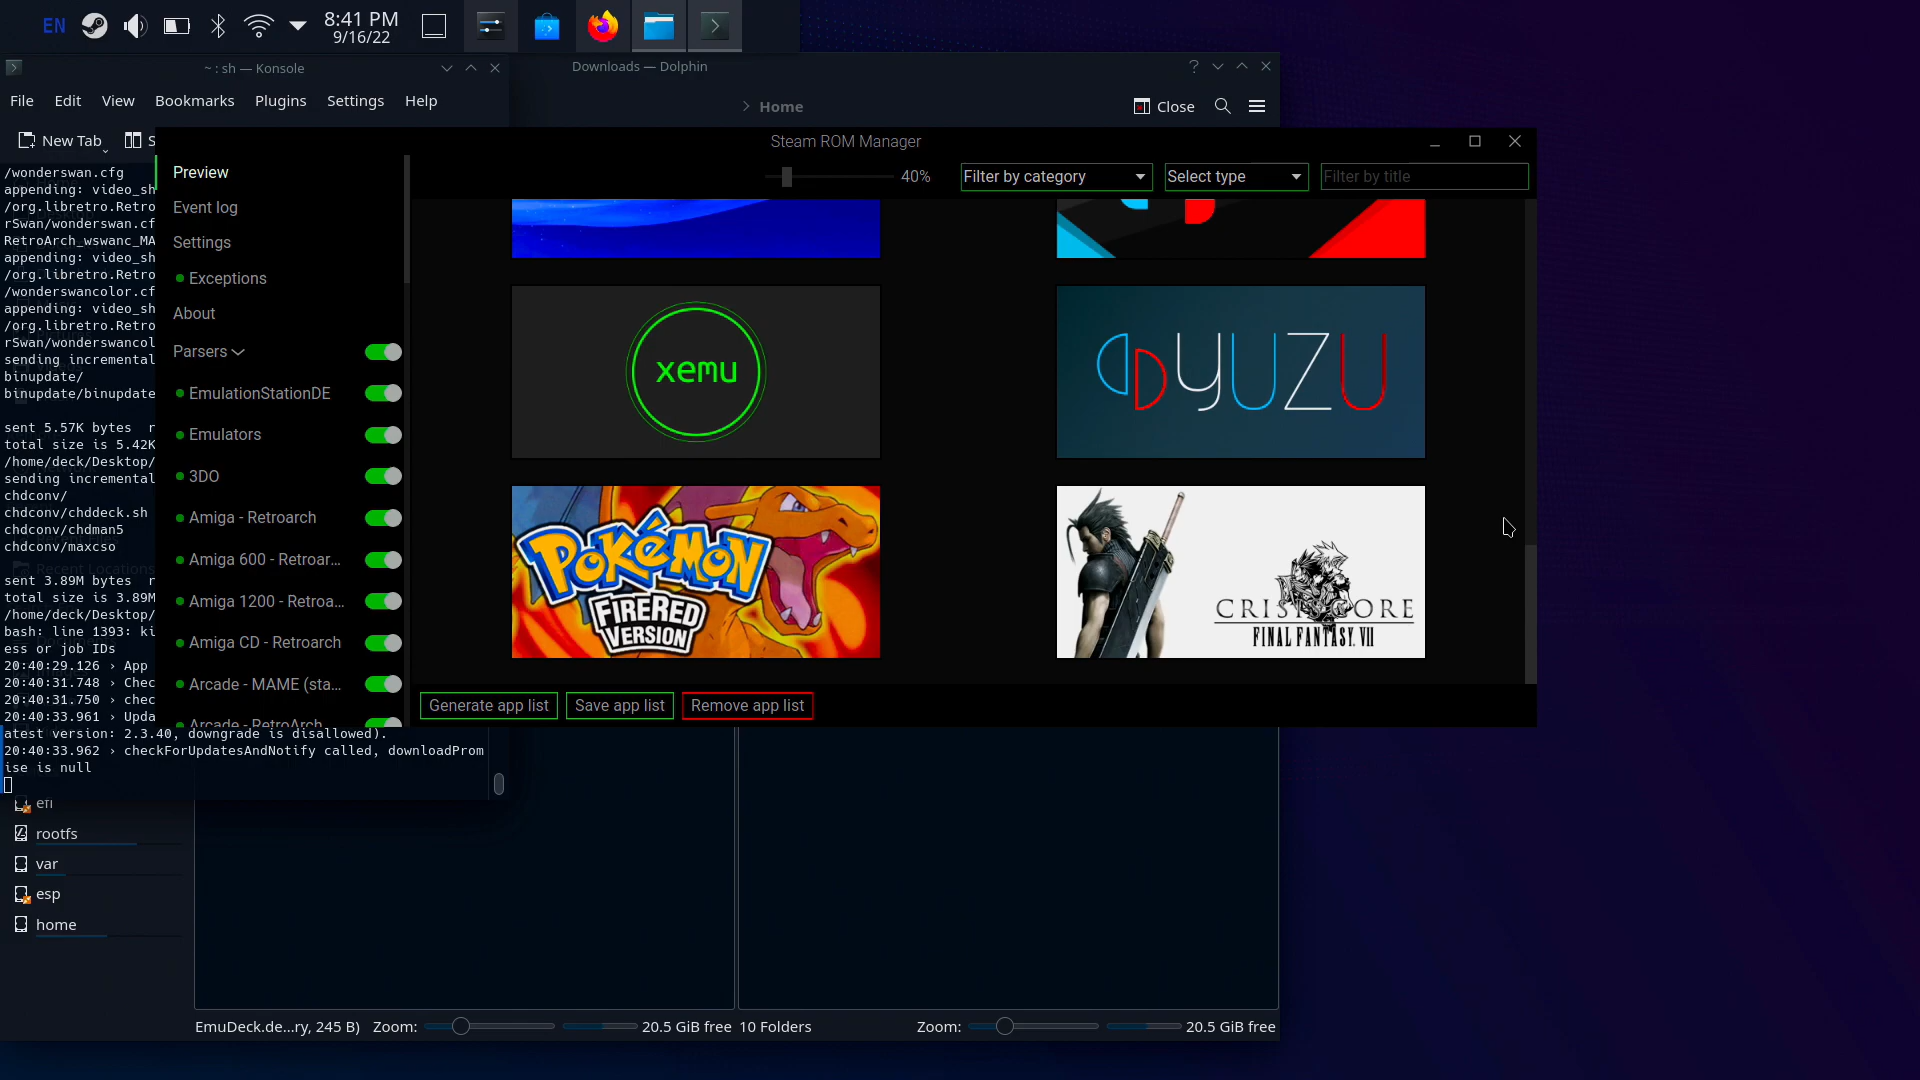 EN
8:41 PM
9/16/22
~ : sh — Konsole
Downloads — Dolphin
File Edit View Bookmarks Plugins Settings Help
Home
Close
New Tab
S
Steam ROM Manager
40%
Filter by category
Select type
Filter by title
/wonderswan.cfg
appending: video_sh
/org.libretro.Retro
rSwan/wonderswan.cf
RetroArch_wswanc_MA
appending: video_sh
/org.libretro.Retro
/wonderswancolor.cf
appending: video_sh
/org.libretro.Retro
rSwan/wonderswancol
sending incremental
binupdate/
binupdate/binupdate
sent 5.57K bytes r
total size is 5.42K
/home/deck/Desktop/
sending incremental
chdconv/
chdconv/chddeck.sh
chdconv/chdman5
chdconv/maxcso
sent 3.89M bytes r
total size is 3.89M
/home/deck/Desktop/
bash: line 1393: ki
ess or job IDs
20:40:29.126 › App
20:40:31.748 › Chec
20:40:31.750 › chec
20:40:33.961 › Upda
atest version: 2.3.40, downgrade is disallowed).
20:40:33.962 › checkForUpdatesAndNotify called, downloadProm
ise is null
Preview
Event log
Settings
Exceptions
About
Parsers
EmulationStationDE
Emulators
3DO
Amiga - Retroarch
Amiga 600 - Retroar...
Amiga 1200 - Retroa...
Amiga CD - Retroarch
Arcade - MAME (sta...
Arcade - RetroArch
xemu
YUZU
POKéMON
FIRERED
VERSION
CRISIS CORE
FINAL FANTASY VII
Generate app list
Save app list
Remove app list
Recent Locations
efi
rootfs
var
esp
home
EmuDeck.de...ry, 245 B)
Zoom:
20.5 GiB free
10 Folders
Zoom:
20.5 GiB free